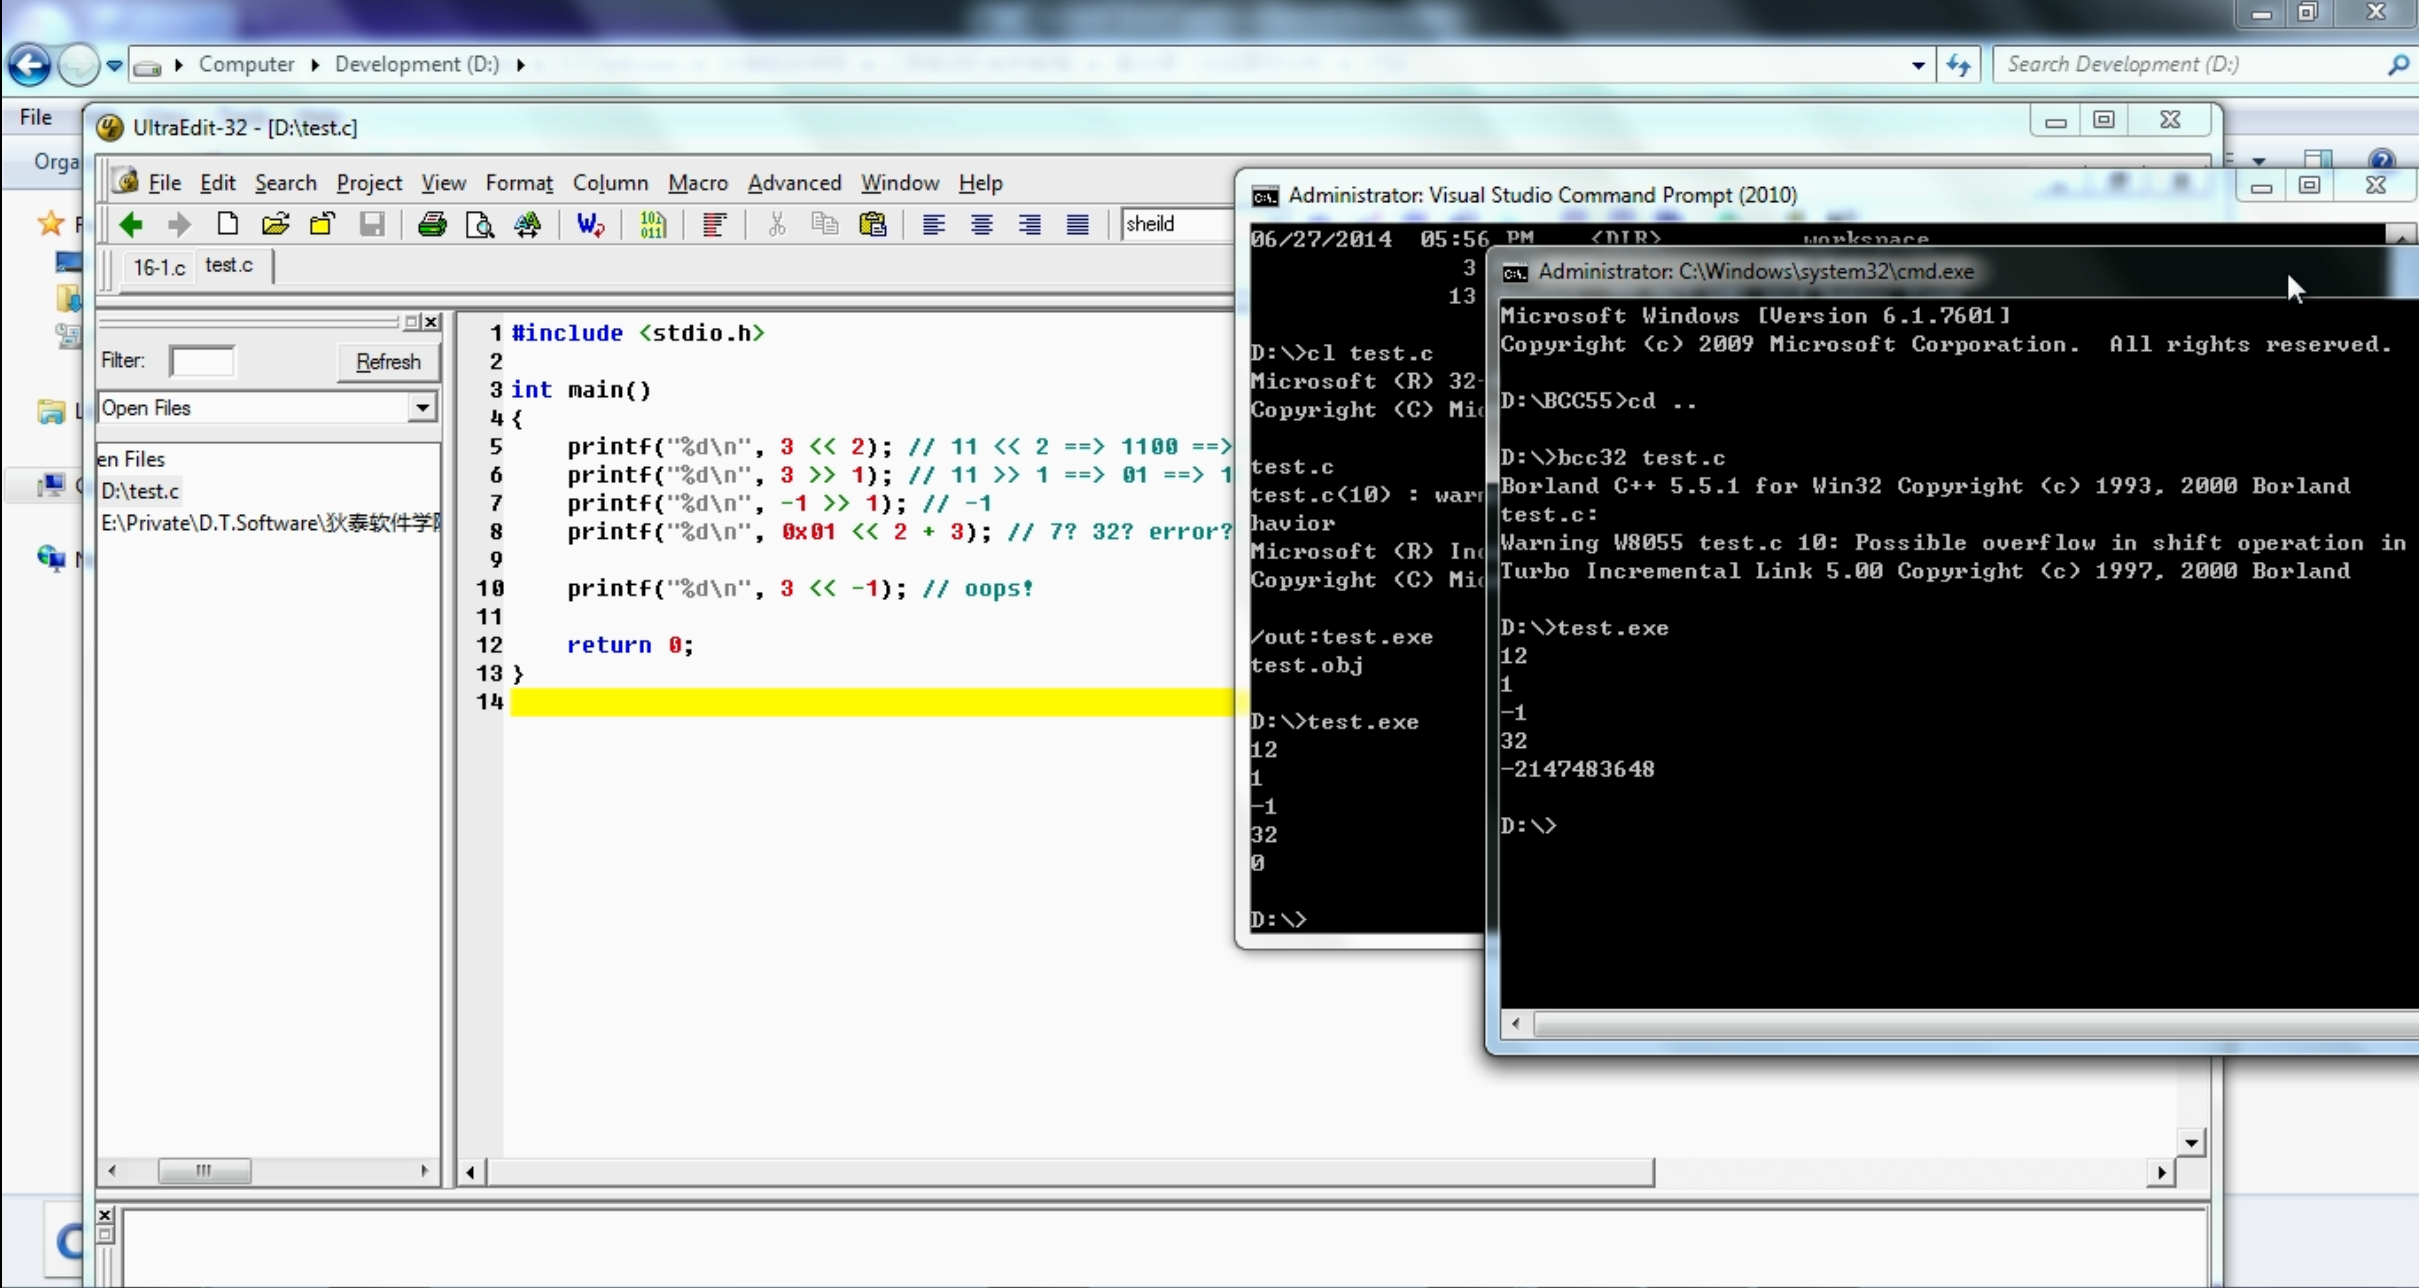 Computer
Development (D:)
Search Development (D:)
File
UltraEdit-32 - [D:\test.c]
File Edit Search Project View Format Column Macro Advanced Window Help
sheild
16-1.c
test.c
Filter:
Refresh
Open Files
en Files
D:\test.c
E:\Private\D.T.Software\狄泰软件学
1 #include <stdio.h>
2
3 int main()
4 {
5     printf("%d\n", 3 << 2); // 11 << 2 ==> 1100 ==>
6     printf("%d\n", 3 >> 1); // 11 >> 1 ==> 01 ==> 1
7     printf("%d\n", -1 >> 1); // -1
8     printf("%d\n", 0x01 << 2 + 3); // 7? 32? error?
9
10     printf("%d\n", 3 << -1); // oops!
11
12     return 0;
13 }
14
Administrator: Visual Studio Command Prompt (2010)
06/27/2014  05:56 PM    <DIR>          workspace
3
13
D:\>cl test.c
Microsoft (R) 32-
Copyright (C) Mic
test.c
test.c(10) : warn
havior
Microsoft (R) Inc
Copyright (C) Mic
/out:test.exe
test.obj
D:\>test.exe
12
1
-1
32
0
D:\>
Administrator: C:\Windows\system32\cmd.exe
Microsoft Windows [Version 6.1.7601]
Copyright (c) 2009 Microsoft Corporation.  All rights reserved.
D:\BCC55>cd ..
D:\>bcc32 test.c
Borland C++ 5.5.1 for Win32 Copyright (c) 1993, 2000 Borland
test.c:
Warning W8055 test.c 10: Possible overflow in shift operation in
Turbo Incremental Link 5.00 Copyright (c) 1997, 2000 Borland
D:\>test.exe
12
1
-1
32
-2147483648
D:\>